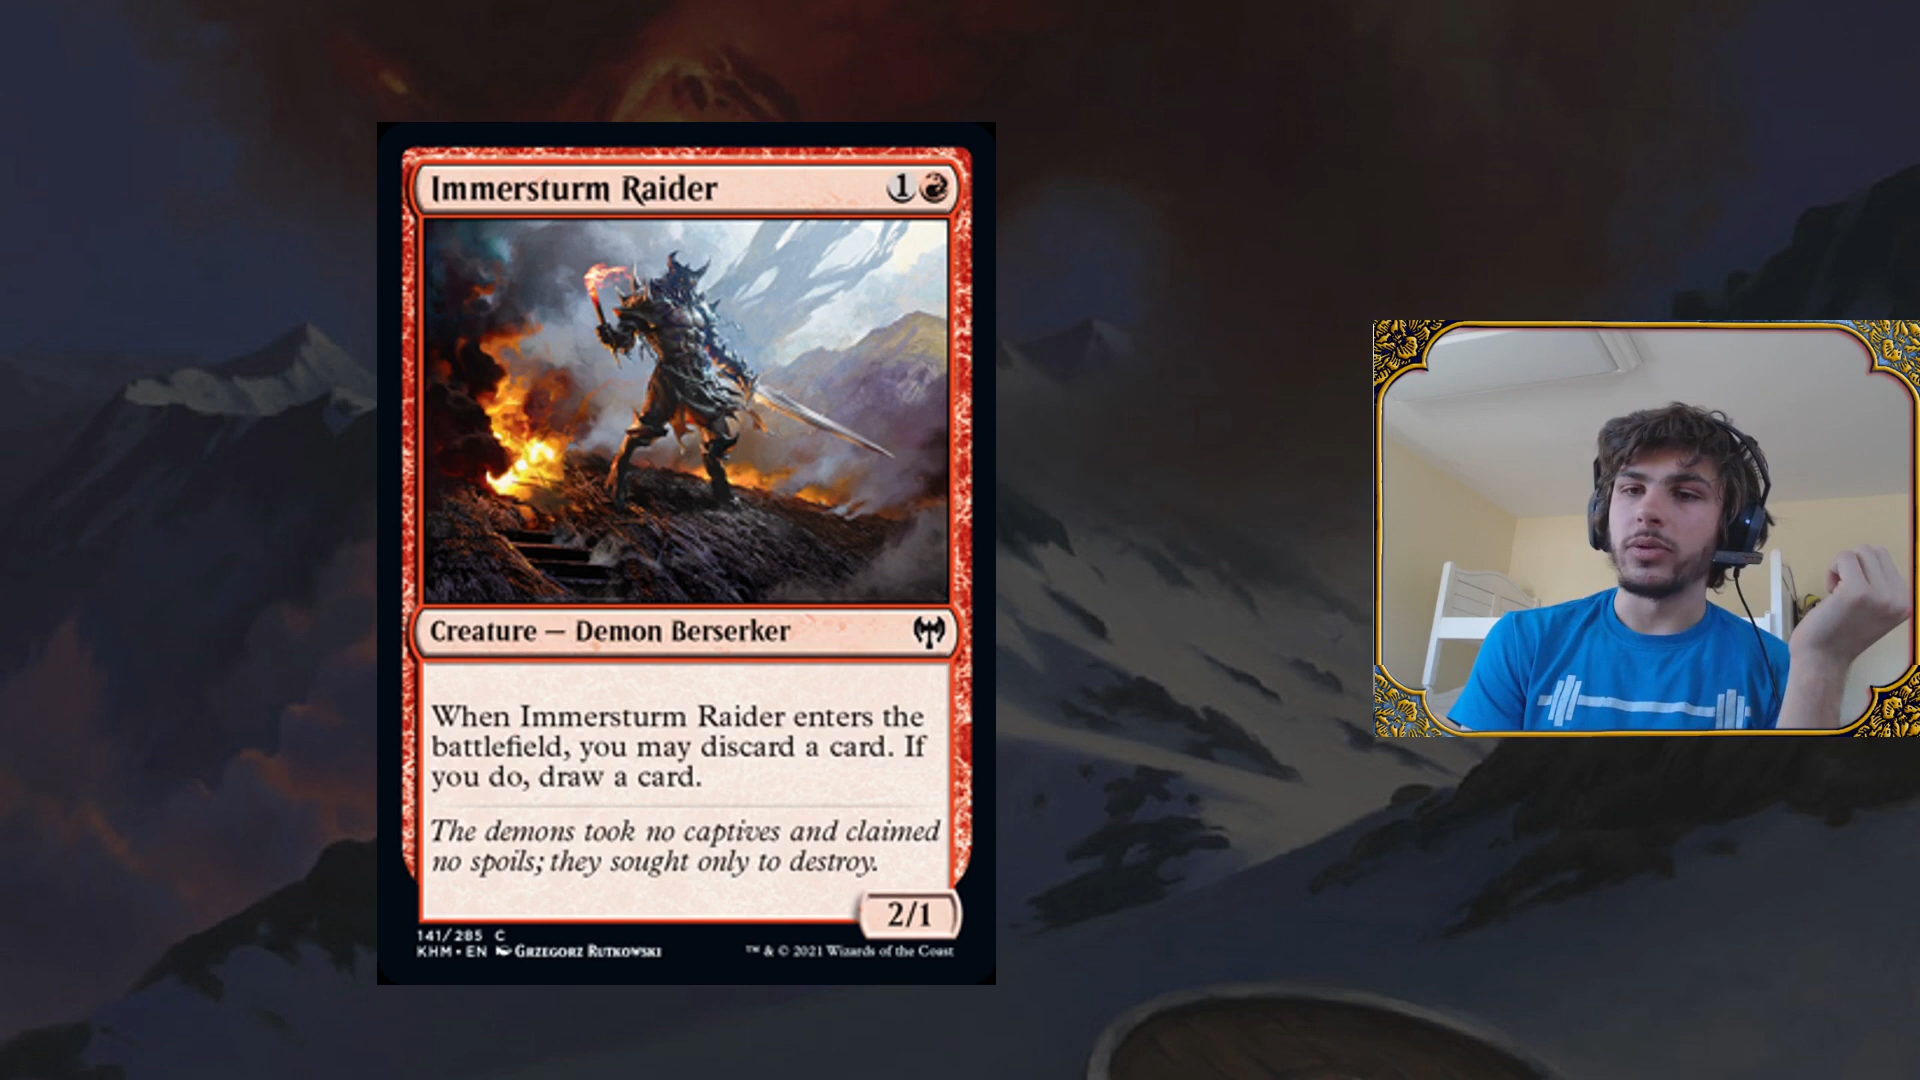 Immersturm Raider 1
Creature — Demon Berserker
When Immersturm Raider enters the
battlefield, you may discard a card. If
you do, draw a card.
The demons took no captives and claimed
no spoils; they sought only to destroy.
2/1
141/285 C
KHM • EN Grzegorz Rutkowski
™ & © 2021 Wizards of the Coast